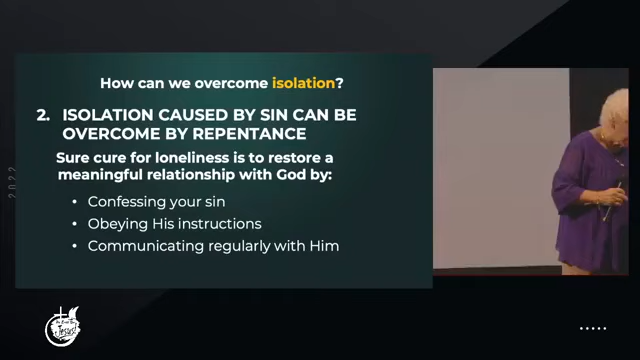 How can we overcome isolation?
2. ISOLATION CAUSED BY SIN CAN BE
OVERCOME BY REPENTANCE
Sure cure for loneliness is to restore a
meaningful relationship with God by:
• Confessing your sin
• Obeying His instructions
• Communicating regularly with Him
2022
Jesus